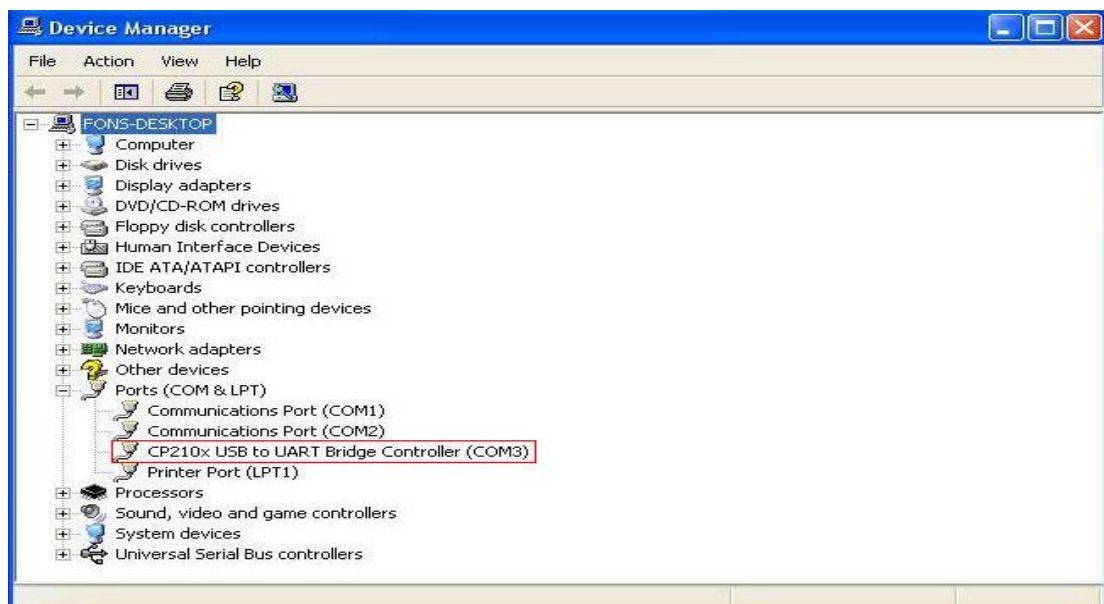 Device Manager
File Action View Help
FONS-DESKTOP
Computer
Disk drives
Display adapters
DVD/CD-ROM drives
Floppy disk controllers
Human Interface Devices
IDE ATA/ATAPI controllers
Keyboards
Mice and other pointing devices
Monitors
Network adapters
Other devices
Ports (COM & LPT)
Communications Port (COM1)
Communications Port (COM2)
CP210x USB to UART Bridge Controller (COM3)
Printer Port (LPT1)
Processors
Sound, video and game controllers
System devices
Universal Serial Bus controllers